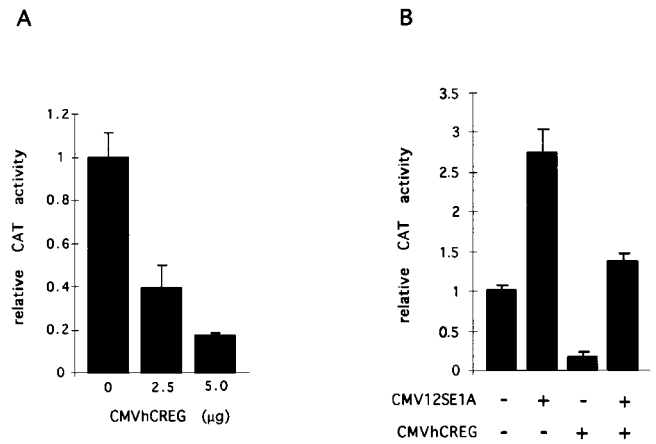 A
relative CAT activity
1.2
1
0.8
0.6
0.4
0.2
0
0 2.5 5.0
CMVhCREG (μg)
B
relative CAT activity
3.5
3
2.5
2
1.5
1
0.5
0
CMV12SE1A - + - +
CMVhCREG - - + +